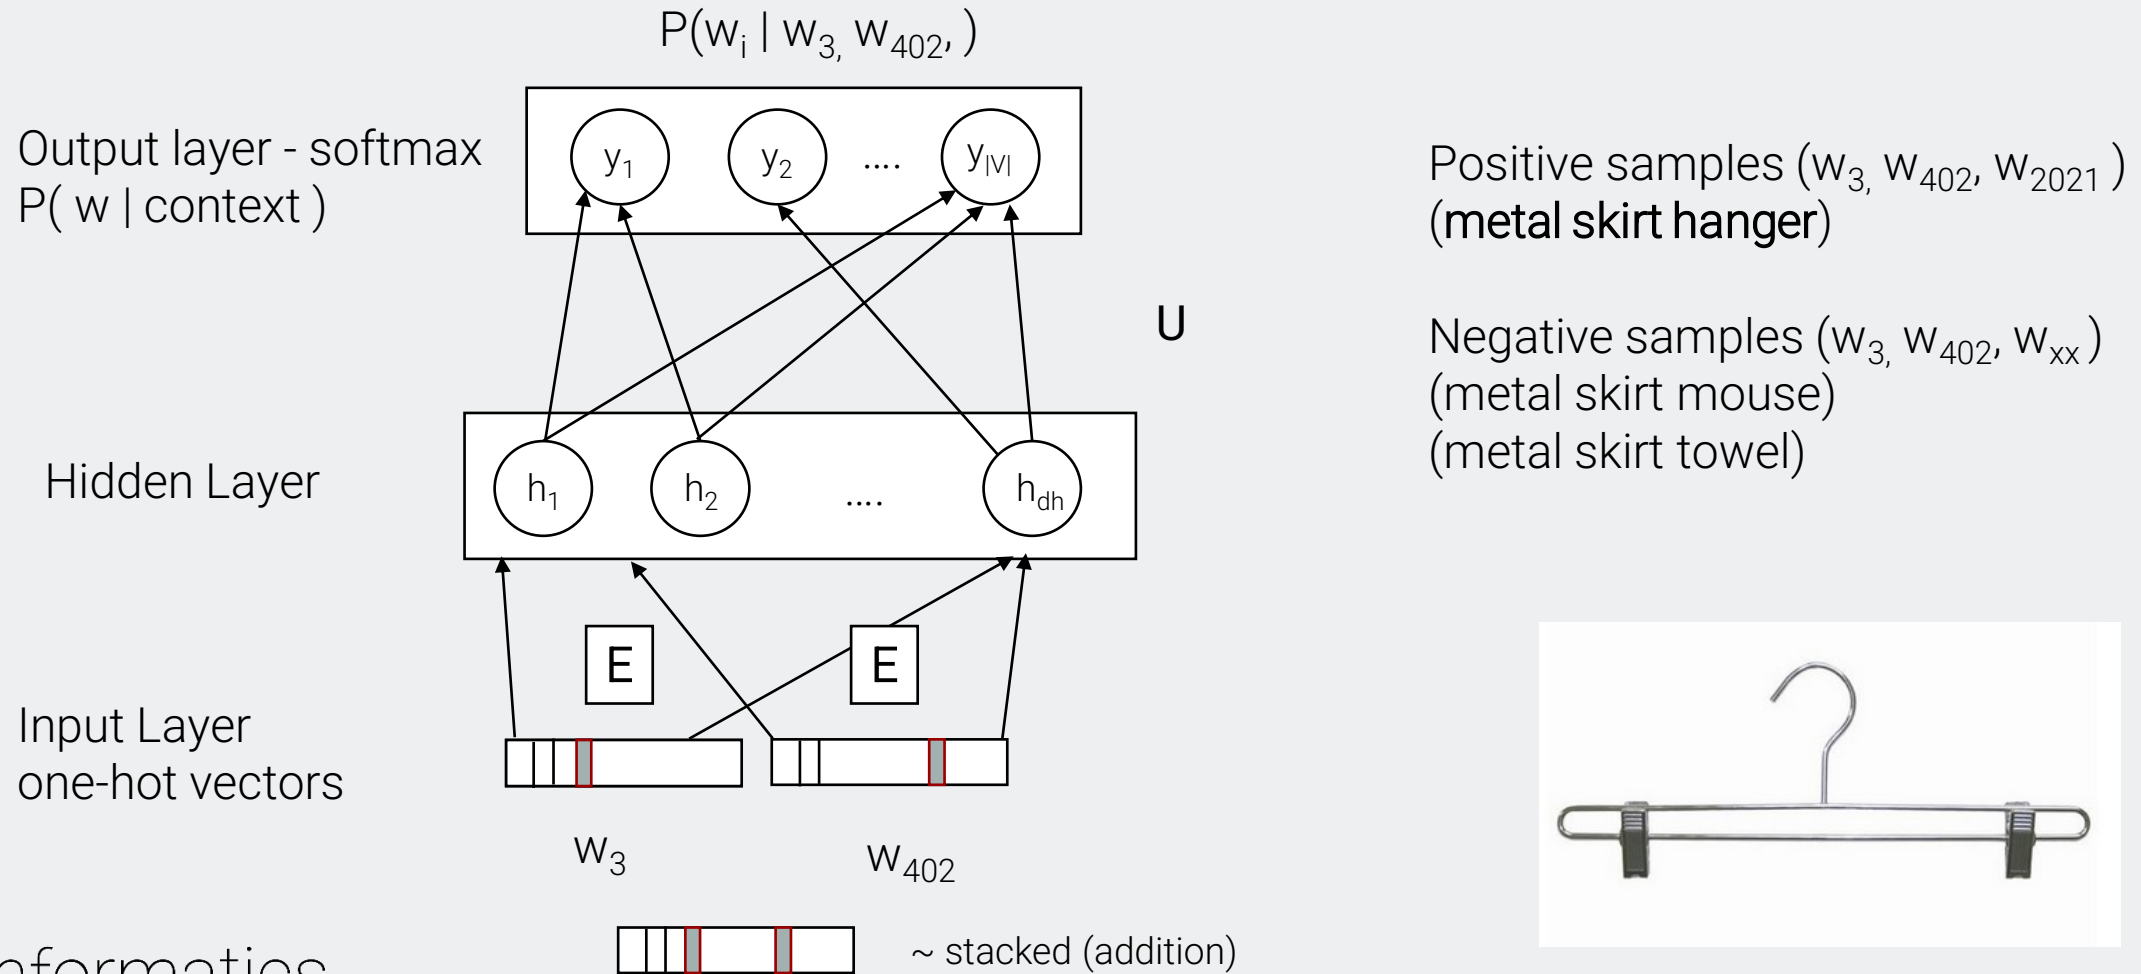 P(w_i | w_3, w_402, )
Output layer - softmax
P( w | context )
y_1
y_2
....
y_|V|
Positive samples (w_3, w_402, w_2021 )
(metal skirt hanger)
U
Negative samples (w_3, w_402, w_xx )
(metal skirt mouse)
(metal skirt towel)
Hidden Layer
h_1
h_2
....
h_dh
E
E
Input Layer
one-hot vectors
w_3
w_402
~ stacked (addition)